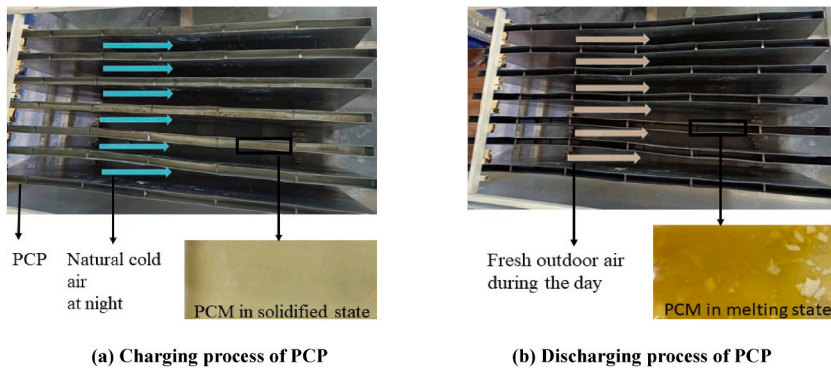 PCP
Natural cold
air
at night
PCM in solidified state
(a) Charging process of PCP
Fresh outdoor air
during the day
PCM in melting state
(b) Discharging process of PCP